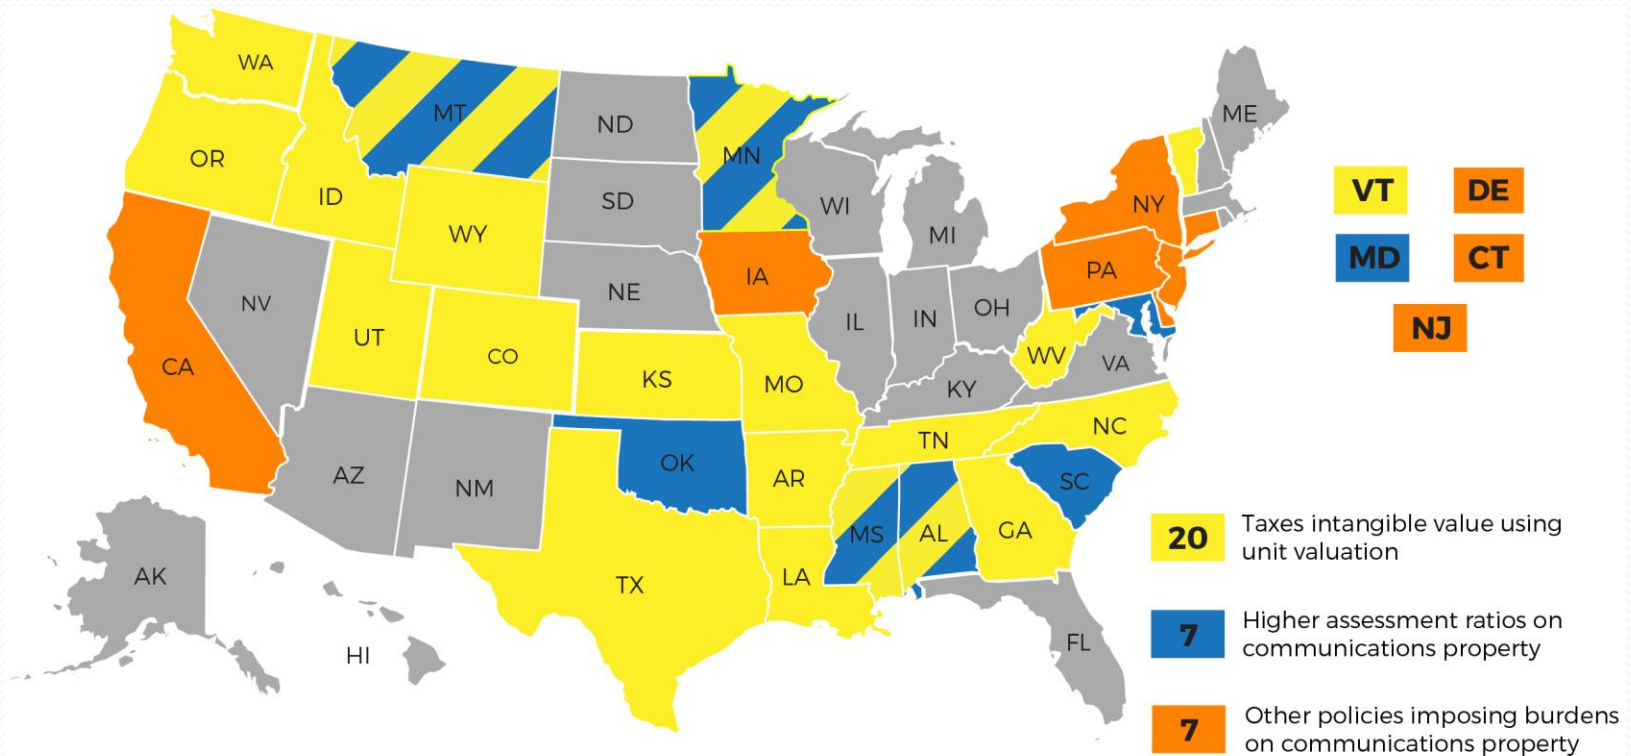 WA
MT
ND
MN
ME
OR
ID
SD
WI
NY
VT
DE
WY
MI
MD
CT
IA
PA
NV
NE
NJ
IL
IN
OH
UT
CO
WV
VA
CA
KS
MO
KY
NC
TN
AZ
NM
OK
AR
SC
MS
AL
GA
20
Taxes intangible value using
unit valuation
AK
TX
LA
HI
FL
7
Higher assessment ratios on
communications property
7
Other policies imposing burdens
on communications property